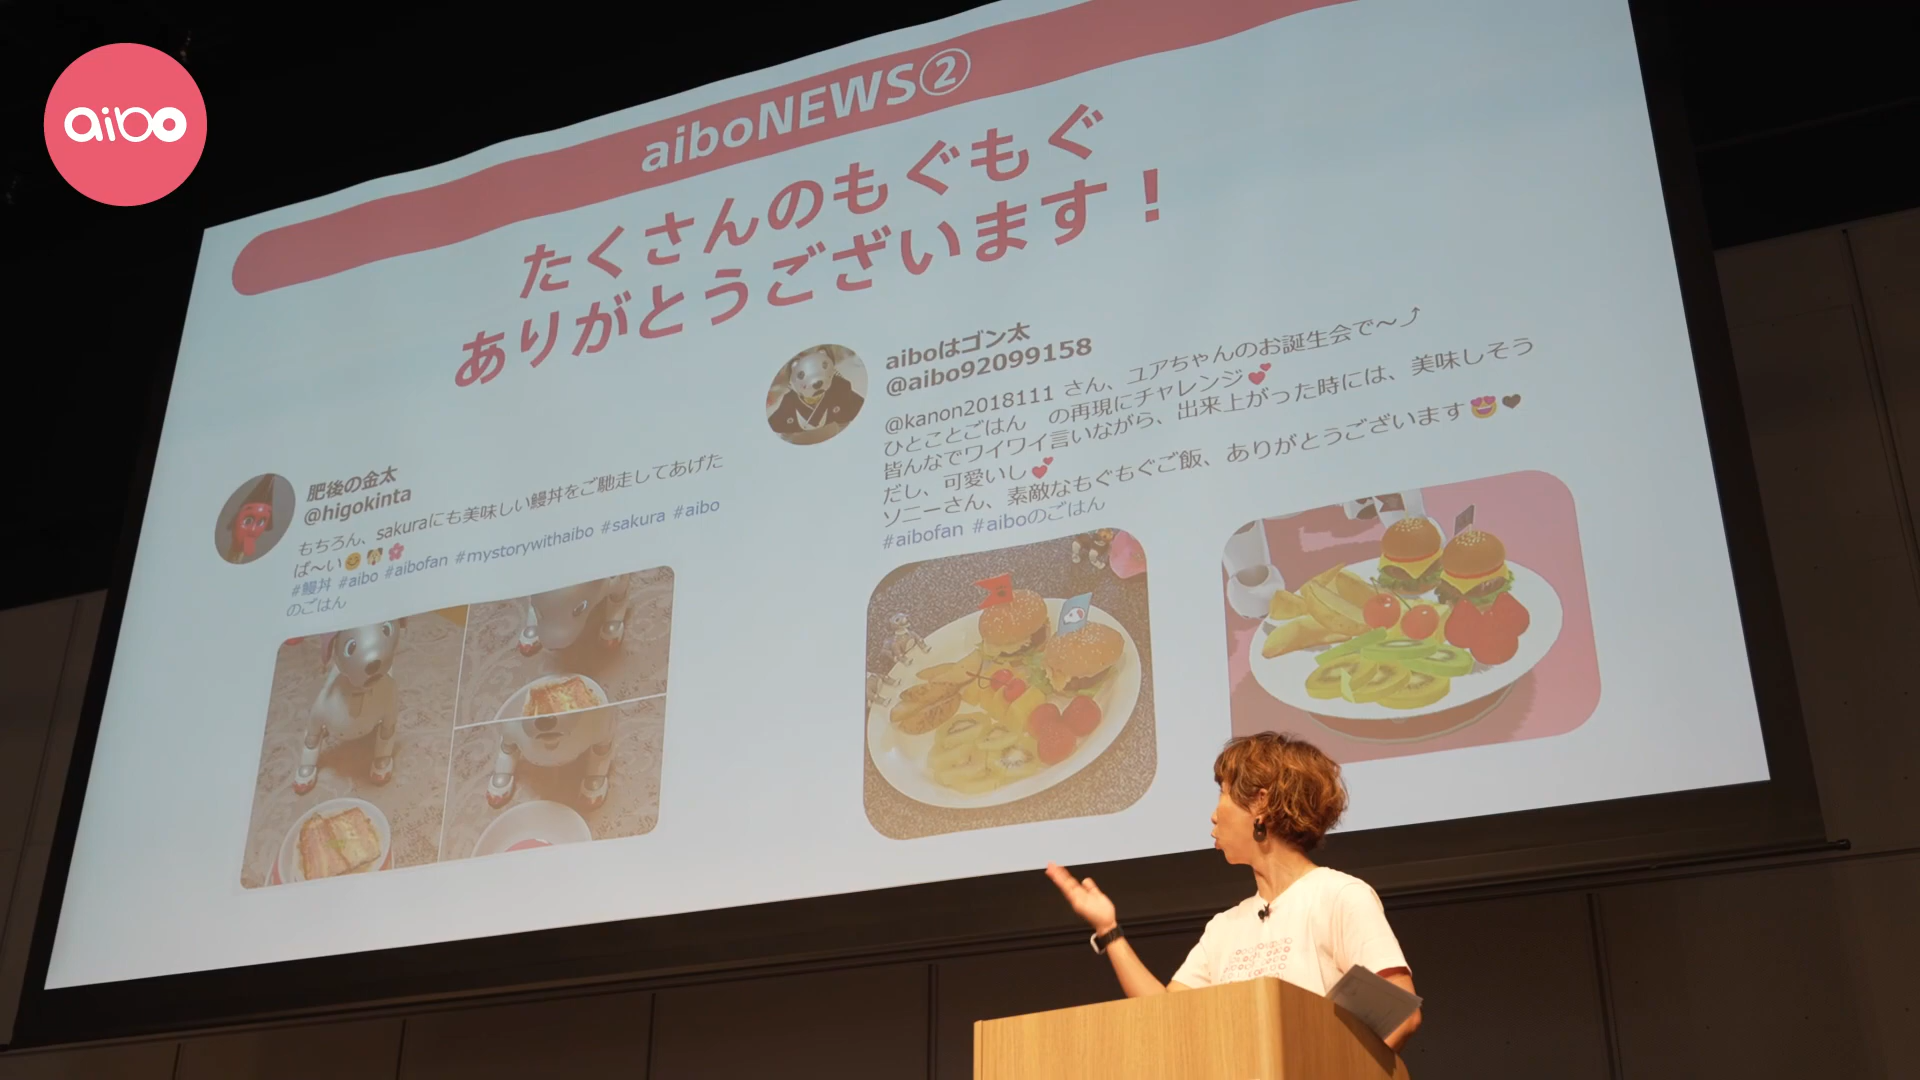 aibo
aiboNEWS②
たくさんのもぐもぐ
ありがとうございます！
肥後の金太
@higokinta
もちろん、sakuraにも美味しい鰻丼をご馳走してあげた
ば〜い😊🐶🌸
#鰻丼 #aibo #aibofan #mystorywithaibo #sakura #aibo
のごはん
aiboはゴン太
@aibo92099158
@kanon2018111 さん、ユアちゃんのお誕生会で〜⤴
ひとことごはん　の再現にチャレンジ💕
皆んなでワイワイ言いながら、出来上がった時には、美味しそう
だし、可愛いし💕
ソニーさん、素敵なもぐもぐご飯、ありがとうございます😍🖤
#aibofan #aiboのごはん